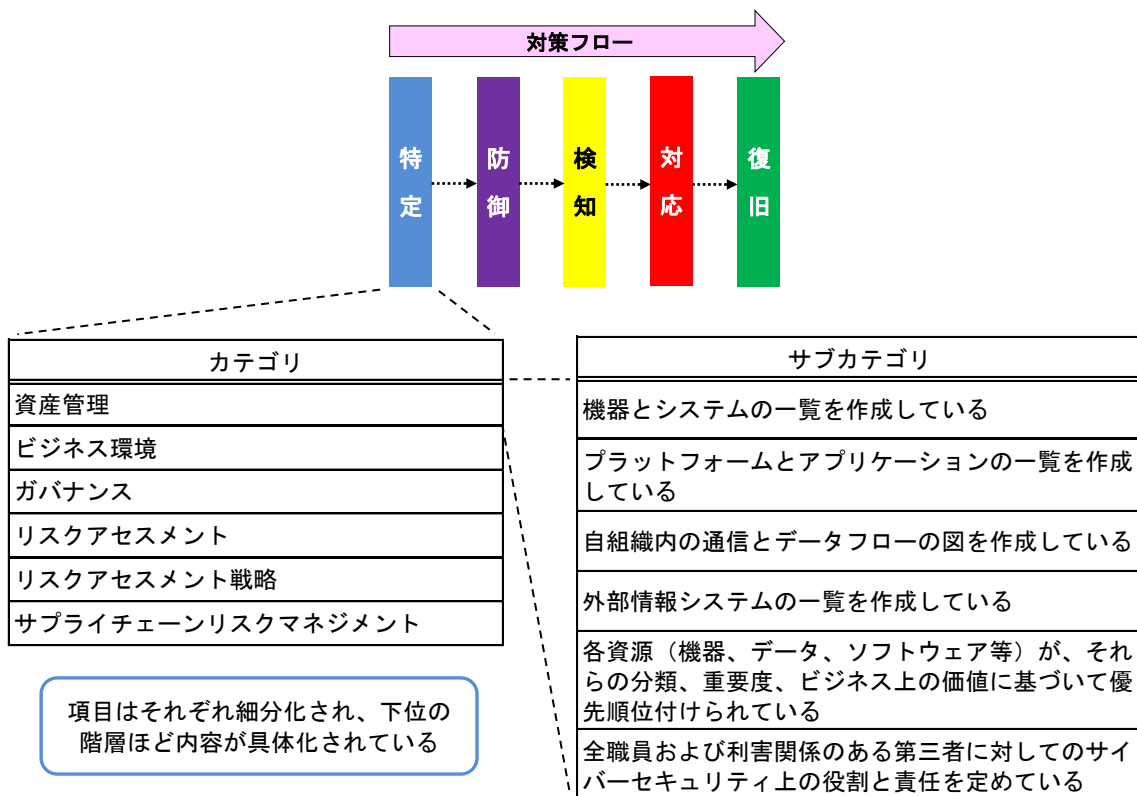 対策フロー
特定
防御
検知
対応
復旧
カテゴリ
資産管理
ビジネス環境
ガバナンス
リスクアセスメント
リスクアセスメント戦略
サプライチェーンリスクマネジメント
項目はそれぞれ細分化され、下位の
階層ほど内容が具体化されている
サブカテゴリ
機器とシステムの一覧を作成している
プラットフォームとアプリケーションの一覧を作成
している
自組織内の通信とデータフローの図を作成している
外部情報システムの一覧を作成している
各資源（機器、データ、ソフトウェア等）が、それ
らの分類、重要度、ビジネス上の価値に基づいて優
先順位付けられている
全職員および利害関係のある第三者に対してのサイ
バーセキュリティ上の役割と責任を定めている